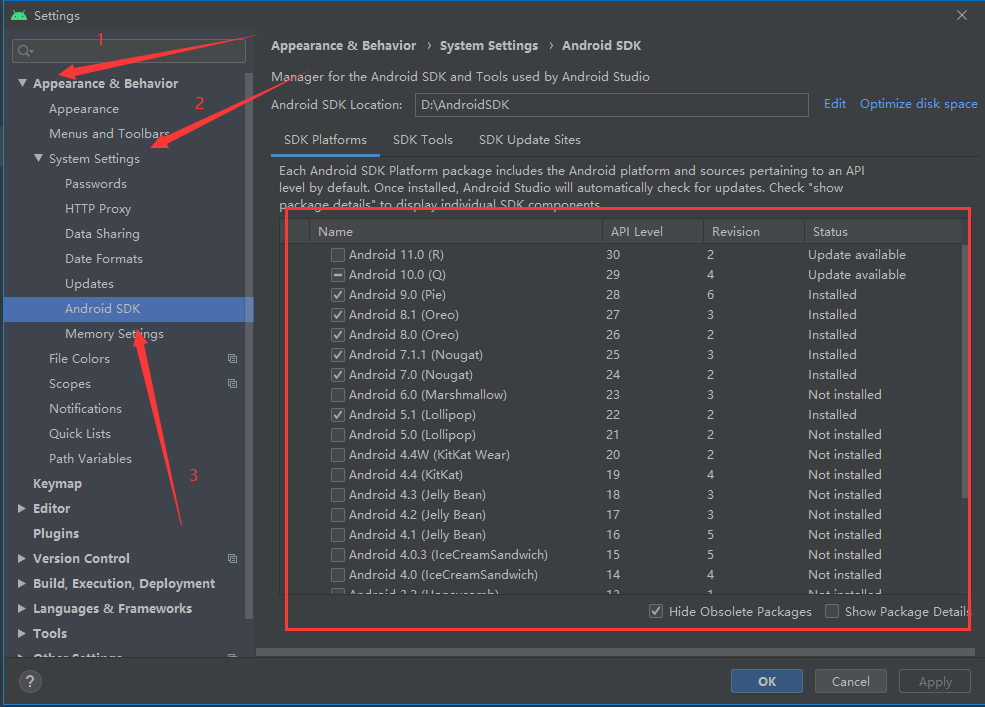 Settings
1
Appearance & Behavior
Appearance
2
Menus and Toolbars
System Settings
Passwords
HTTP Proxy
Data Sharing
Date Formats
Updates
Android SDK
Memory Settings
File Colors
Scopes
Notifications
Quick Lists
Path Variables
3
Keymap
Editor
Plugins
Version Control
Build, Execution, Deployment
Languages & Frameworks
Tools
Other Settings
?
Appearance & Behavior › System Settings › Android SDK
Manager for the Android SDK and Tools used by Android Studio
Android SDK Location: D:\AndroidSDK Edit Optimize disk space
SDK Platforms SDK Tools SDK Update Sites
Each Android SDK Platform package includes the Android platform and sources pertaining to an API
level by default. Once installed, Android Studio will automatically check for updates. Check "show
package details" to display individual SDK components.
Name API Level Revision Status
Android 11.0 (R) 30 2 Update available
Android 10.0 (Q) 29 4 Update available
Android 9.0 (Pie) 28 6 Installed
Android 8.1 (Oreo) 27 3 Installed
Android 8.0 (Oreo) 26 2 Installed
Android 7.1.1 (Nougat) 25 3 Installed
Android 7.0 (Nougat) 24 2 Installed
Android 6.0 (Marshmallow) 23 3 Not installed
Android 5.1 (Lollipop) 22 2 Installed
Android 5.0 (Lollipop) 21 2 Not installed
Android 4.4W (KitKat Wear) 20 2 Not installed
Android 4.4 (KitKat) 19 4 Not installed
Android 4.3 (Jelly Bean) 18 3 Not installed
Android 4.2 (Jelly Bean) 17 3 Not installed
Android 4.1 (Jelly Bean) 16 5 Not installed
Android 4.0.3 (IceCreamSandwich) 15 5 Not installed
Android 4.0 (IceCreamSandwich) 14 4 Not installed
Android 3.2 (Honeycomb) 13 1 Not installed
Hide Obsolete Packages Show Package Details
OK Cancel Apply